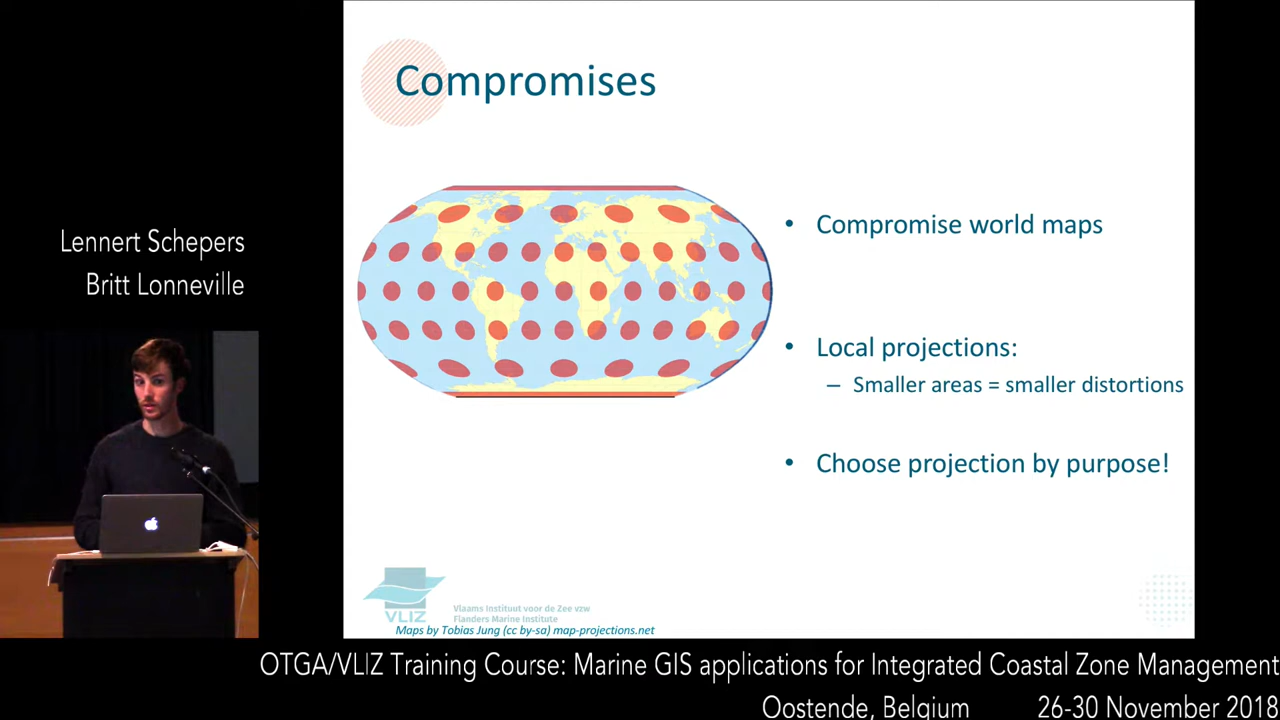 Compromises
Lennert Schepers
Britt Lonneville
• Compromise world maps
• Local projections:
– Smaller areas = smaller distortions
• Choose projection by purpose!
VLIZ
Vlaams Instituut voor de Zee vzw
Flanders Marine Institute
Maps by Tobias Jung (cc by-sa) map-projections.net
OTGA/VLIZ Training Course: Marine GIS applications for Integrated Coastal Zone Management
Oostende, Belgium 26-30 November 2018